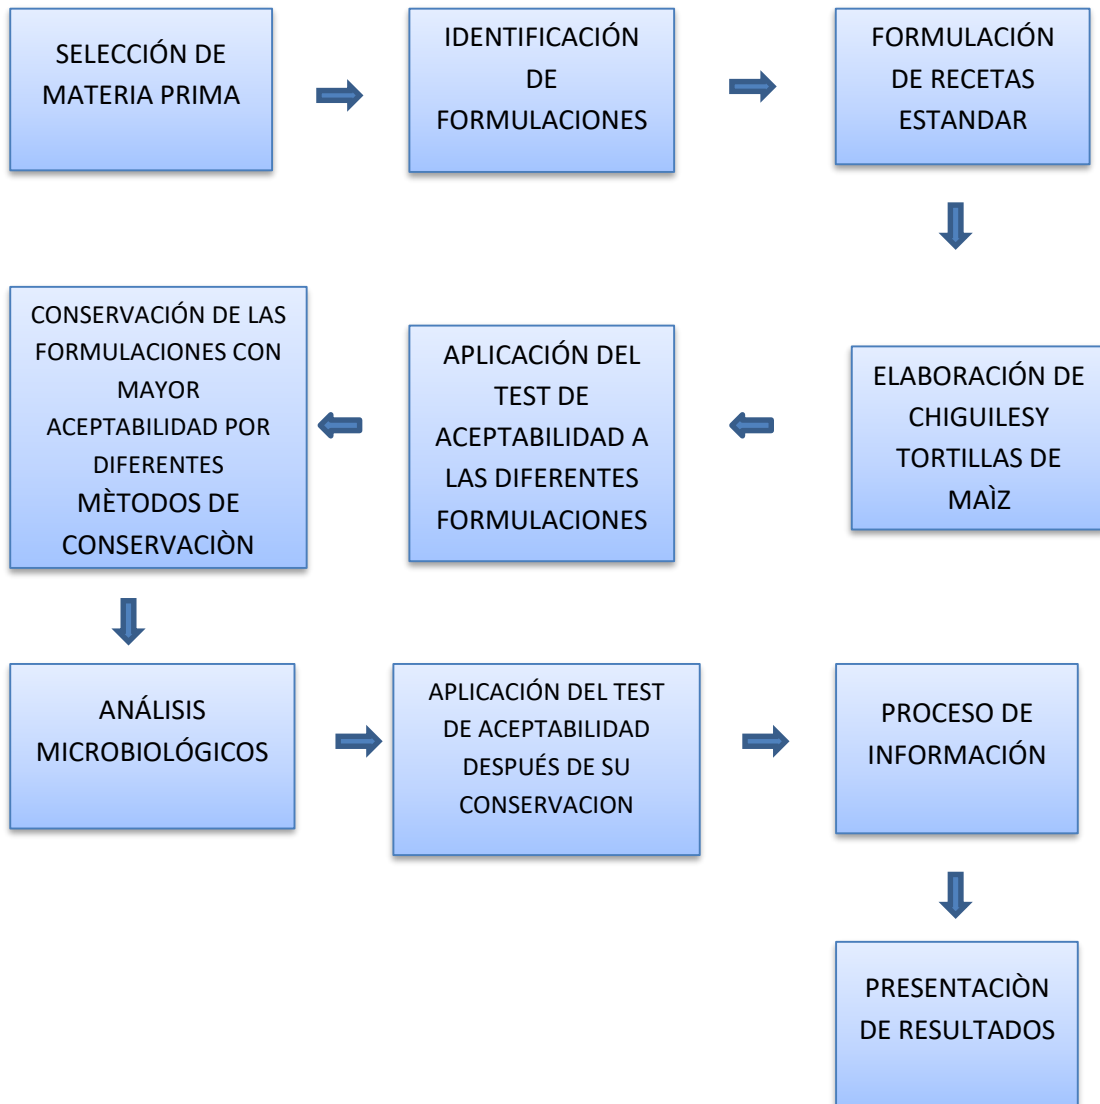 SELECCIÒN DE
MATERIA PRIMA
IDENTIFICACIÓN
DE
FORMULACIONES
FORMULACIÓN
DE RECETAS
ESTANDAR
ELABORACIÓN DE
CHIGUILESY
TORTILLAS DE
MAÌZ
APLICACIÓN DEL
TEST DE
ACEPTABILIDAD A
LAS DIFERENTES
FORMULACIONES
CONSERVACIÓN DE LAS
FORMULACIONES CON
MAYOR
ACEPTABILIDAD POR
DIFERENTES
MÈTODOS DE
CONSERVACIÒN
ANÁLISIS
MICROBIOLÓGICOS
APLICACIÓN DEL TEST
DE ACEPTABILIDAD
DESPUÉS DE SU
CONSERVACION
PROCESO DE
INFORMACIÓN
PRESENTACIÒN
DE RESULTADOS